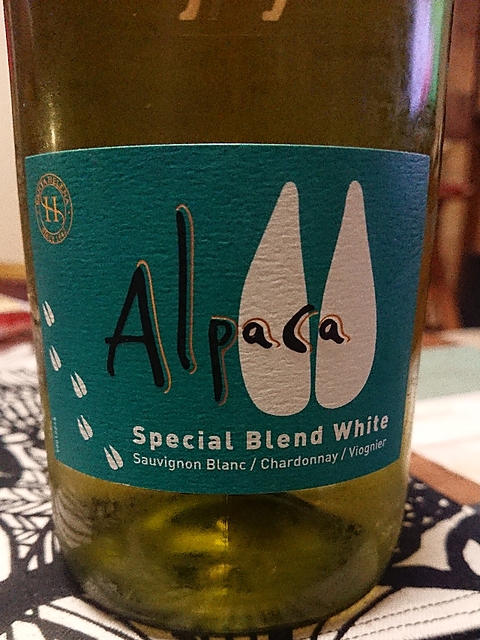 Alpaca
Special Blend White
Sauvignon Blanc / Chardonnay / Viognier